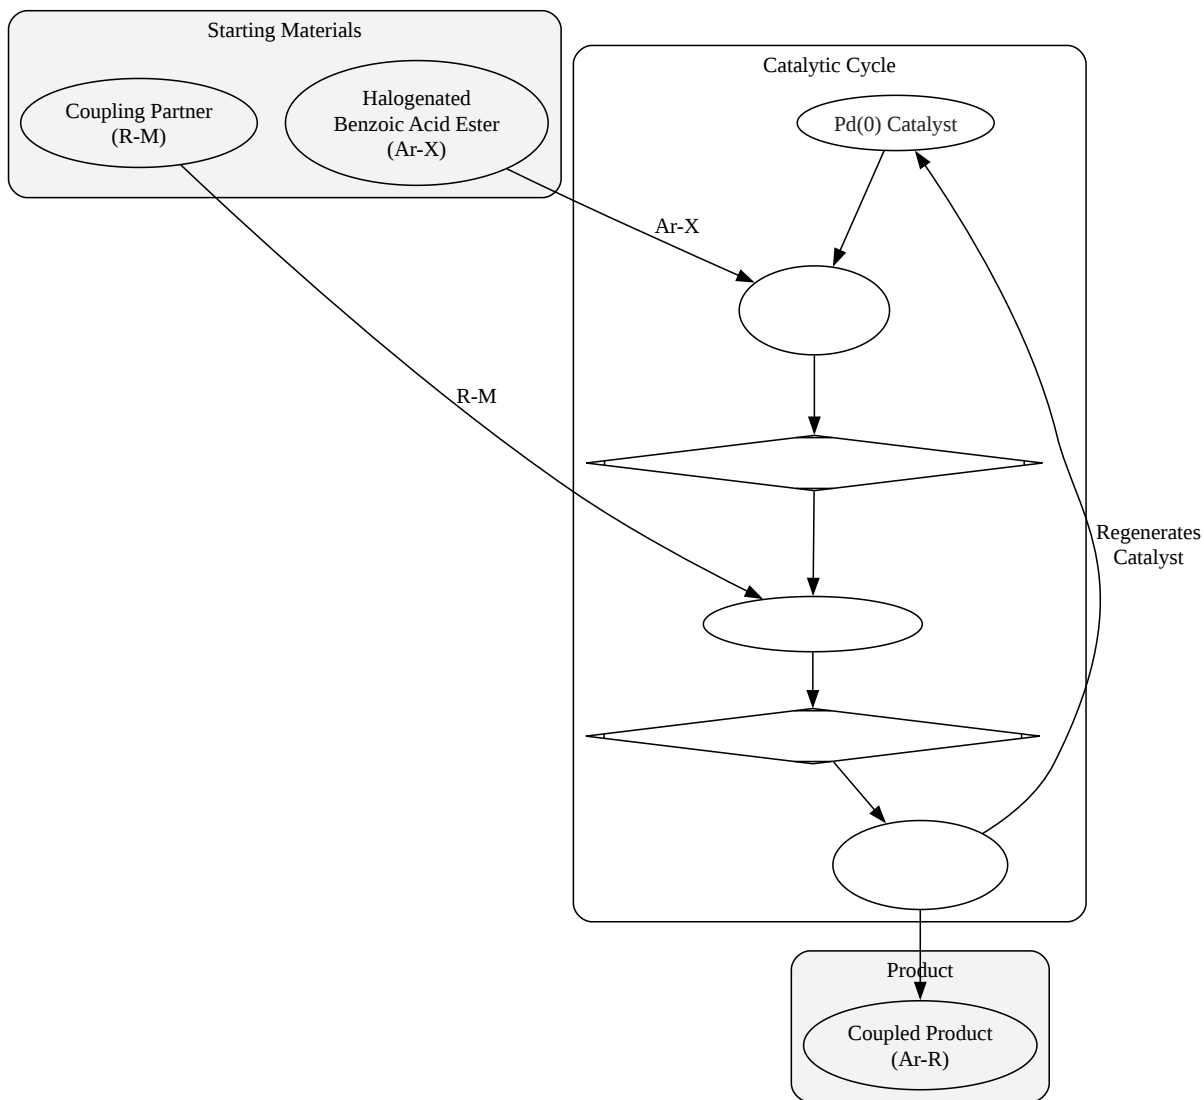 Starting Materials
Coupling Partner
(R-M)
Halogenated
Benzoic Acid Ester
(Ar-X)
Catalytic Cycle
Pd(0) Catalyst
Ar-X
R-M
Regenerates
Catalyst
Product
Coupled Product
(Ar-R)